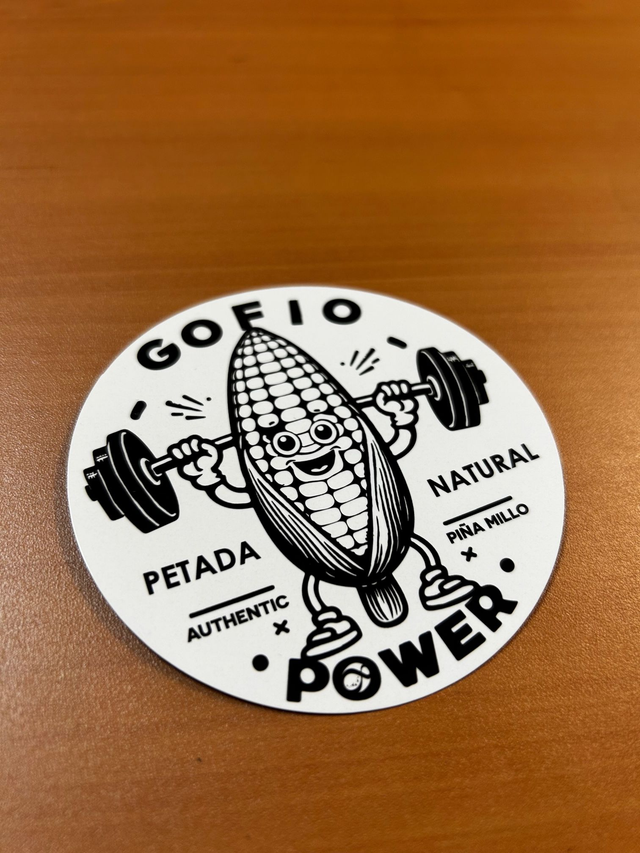 GOFIO
NATURAL
PIÑA MILLO
PETADA
AUTHENTIC
POWER